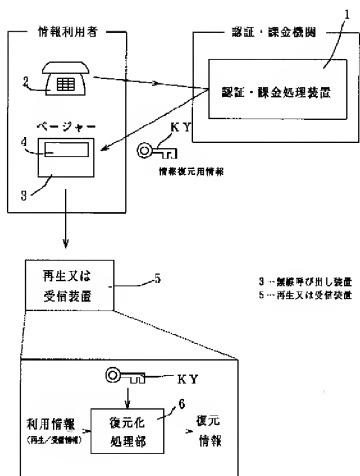 情報利用者
2
ページャー
4
3
認証・課金機関
1
認証・課金処理装置
KY
情報復元用情報
再生又は
受信装置
5
3…無線呼び出し装置
5…再生又は受信装置
KY
6
利用情報
(再生/受信情報)
復元化
処理部
復元
情報